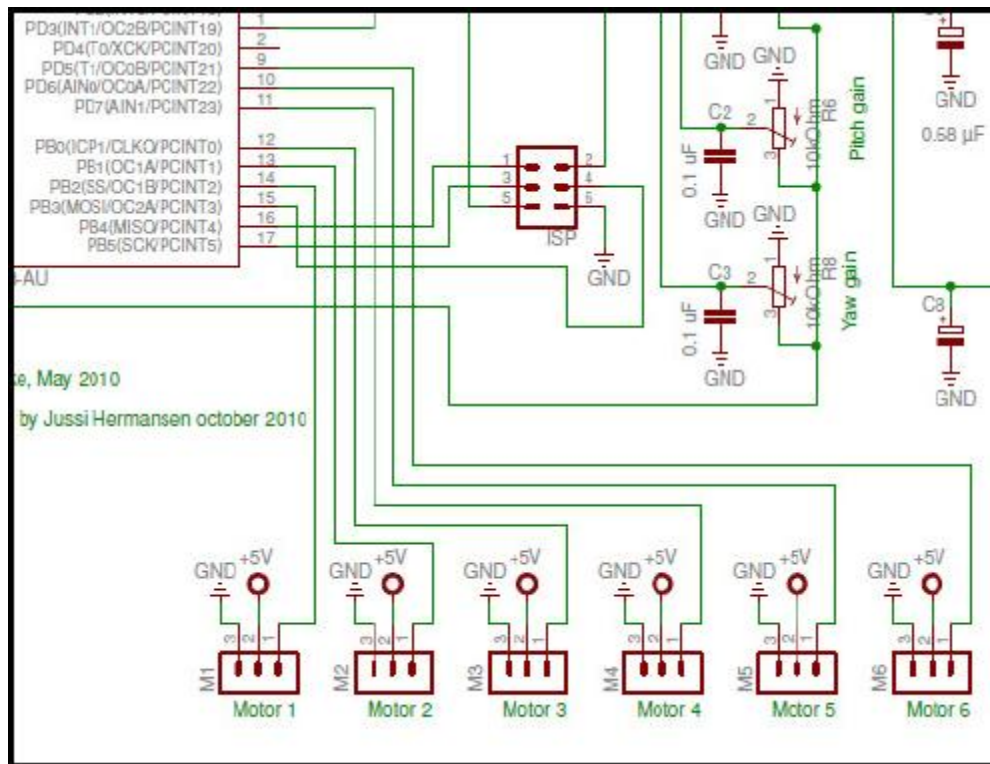 PD3(INT1/OC2B/PCINT19)
1
PD4(T0/XCK/PCINT20)
2
PD5(T1/OC0B/PCINT21)
9
PD6(AIN0/OC0A/PCINT22)
10
PD7(AIN1/PCINT23)
11
PB0(ICP1/CLKO/PCINT0)
12
PB1(OC1A/PCINT1)
13
PB2(SS/OC1B/PCINT2)
14
PB3(MOSI/OC2A/PCINT3)
15
PB4(MISO/PCINT4)
16
PB5(SCK/PCINT5)
17
-AU
1
2
3
4
5
6
ISP
GND
GND
GND
C2
2
1
3
0.1 uF
10kOhm
R6
Pitch gain
GND
GND
C3
2
1
3
0.1 uF
10kOhm
R8
Yaw gain
GND
GND
0.68 µF
C8
GND
ke, May 2010
by Jussi Hermansen october 2010
GND +5V
GND +5V
GND +5V
GND +5V
GND +5V
GND +5V
3 2 1
3 2 1
3 2 1
3 2 1
3 2 1
3 2 1
M1
M2
M3
M4
M5
M6
Motor 1
Motor 2
Motor 3
Motor 4
Motor 5
Motor 6